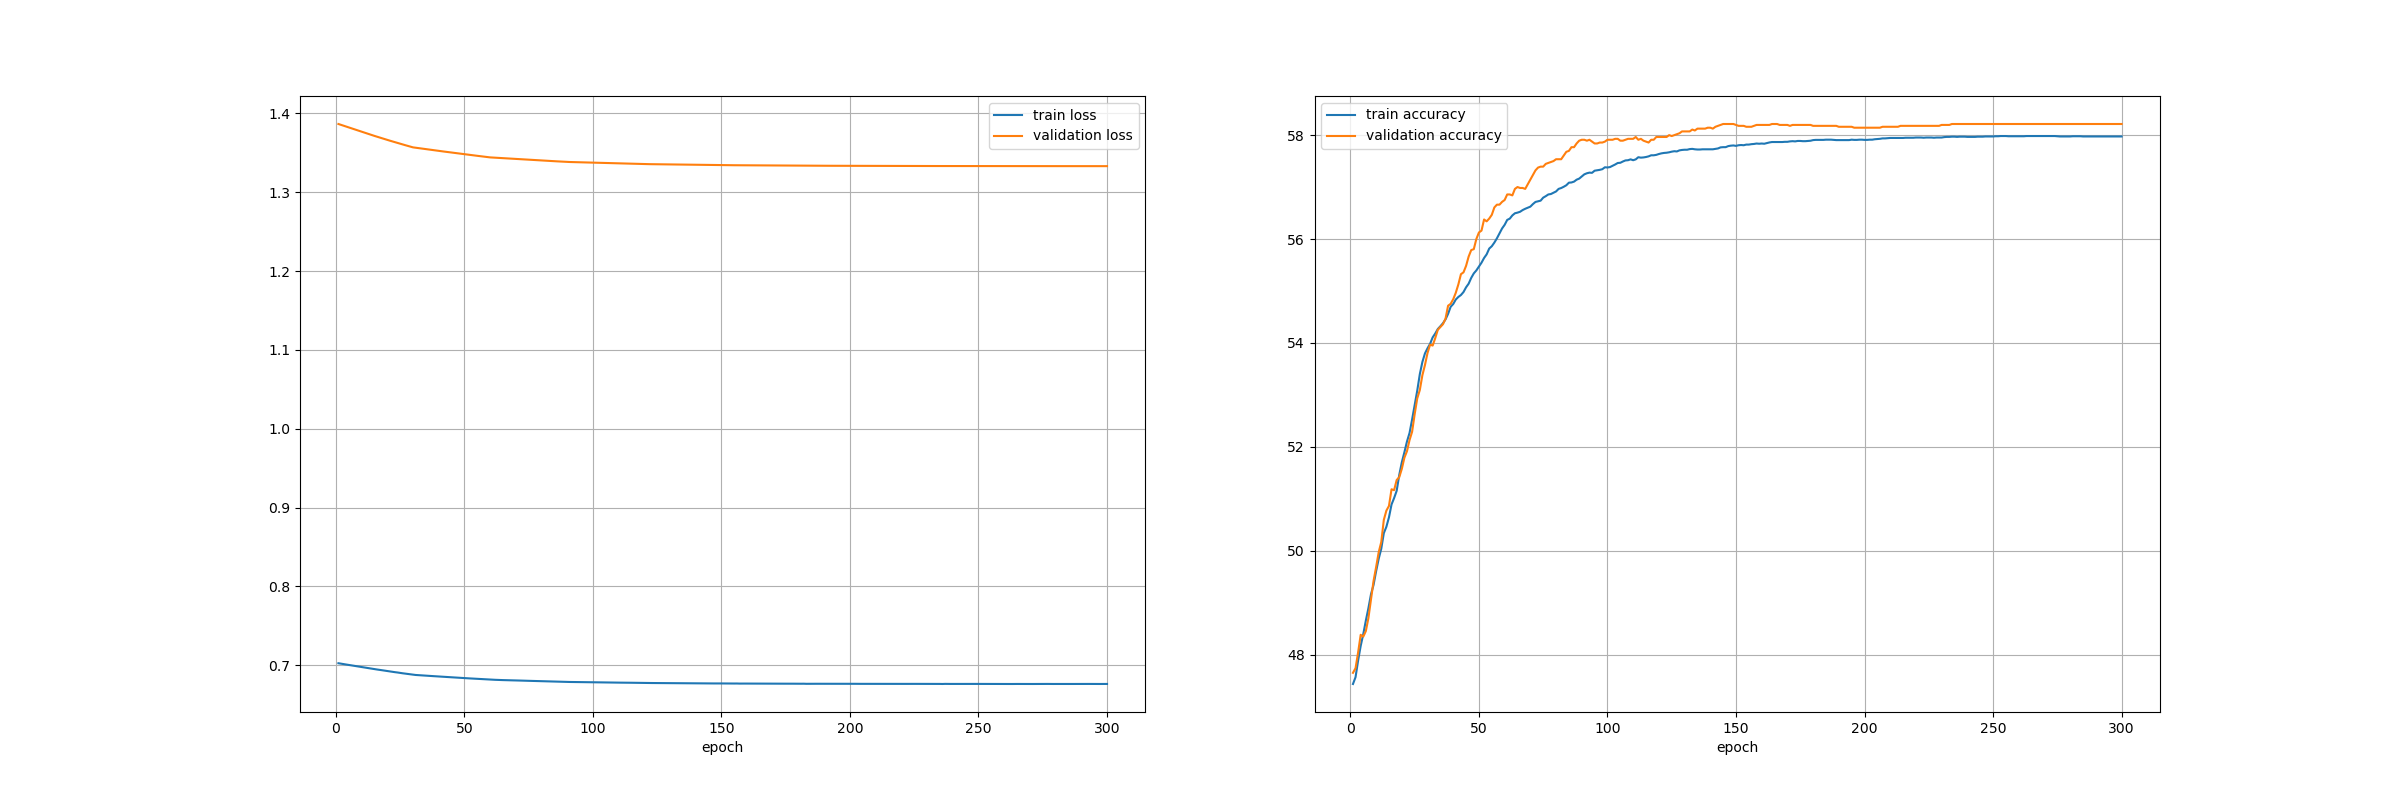 1.4
1.3
1.2
1.1
1.0
0.9
0.8
0.7
0 50 100 150 200 250 300
epoch
train loss
validation loss
58
56
54
52
50
48
0 50 100 150 200 250 300
epoch
train accuracy
validation accuracy